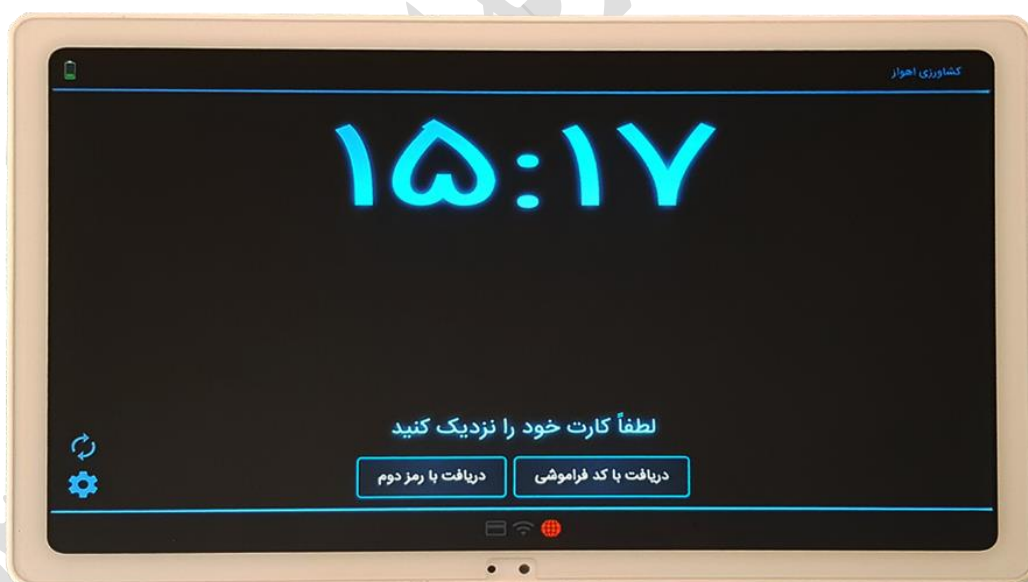 کشاورزی اهواز
۱۵:۱۷
لطفاً کارت خود را نزدیک کنید
دریافت با کد فراموشی
دریافت با رمز دوم